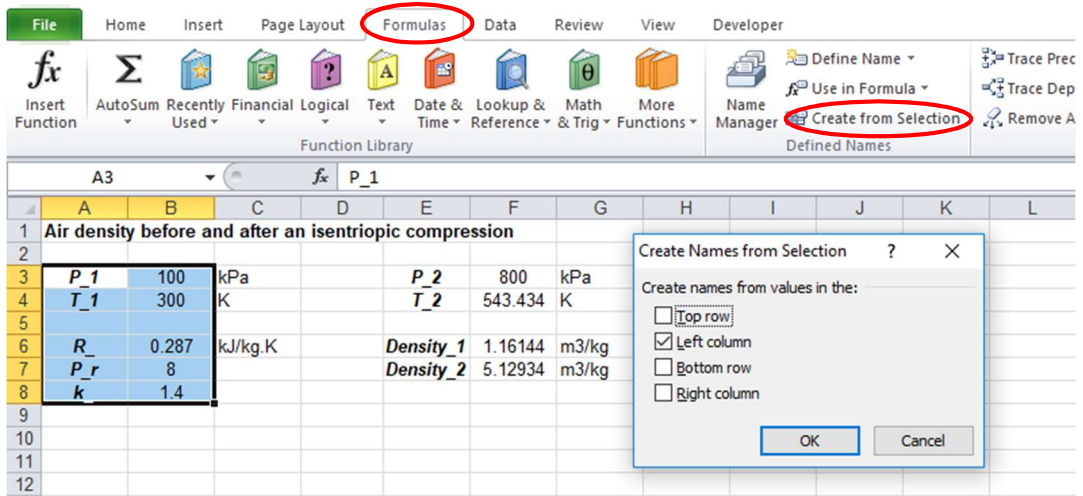 File Home Insert Page Layout Formulas Data Review View Developer
fx Σ ? A θ
Define Name Trace Prec
Use in Formula Trace Dep
Create from Selection Remove A
Insert AutoSum Recently Financial Logical Text Date & Lookup & Math More Name
Function Used Time Reference & Trig Functions Manager
Function Library Defined Names
A3 fx P_1
A B C D E F G H I J K L
1 Air density before and after an isentriopic compression
2
3 P_1 100 kPa P_2 800 kPa
4 T_1 300 K T_2 543.434 K
5
6 R_ 0.287 kJ/kg.K Density_1 1.16144 m3/kg
7 P_r 8 Density_2 5.12934 m3/kg
8 k_ 1.4
9
10
11
12
Create Names from Selection ? X
Create names from values in the:
Top row
Left column
Bottom row
Right column
OK Cancel